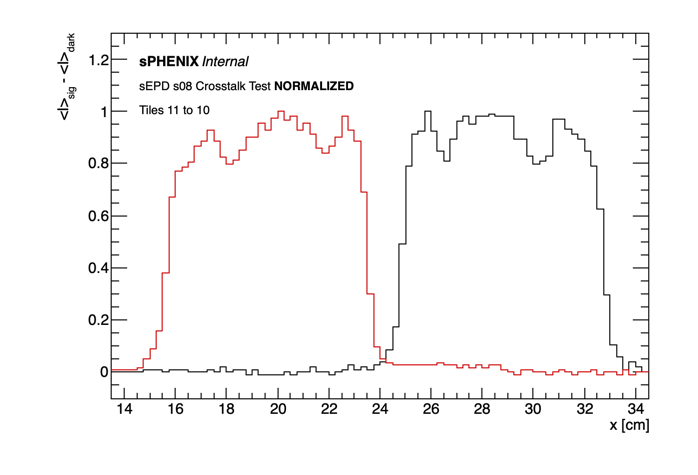 <I>sig - <I>dark
1.2
sPHENIX Internal
sEPD s08 Crosstalk Test NORMALIZED
Tiles 11 to 10
1
0.8
0.6
0.4
0.2
0
14 16 18 20 22 24 26 28 30 32 34
x [cm]